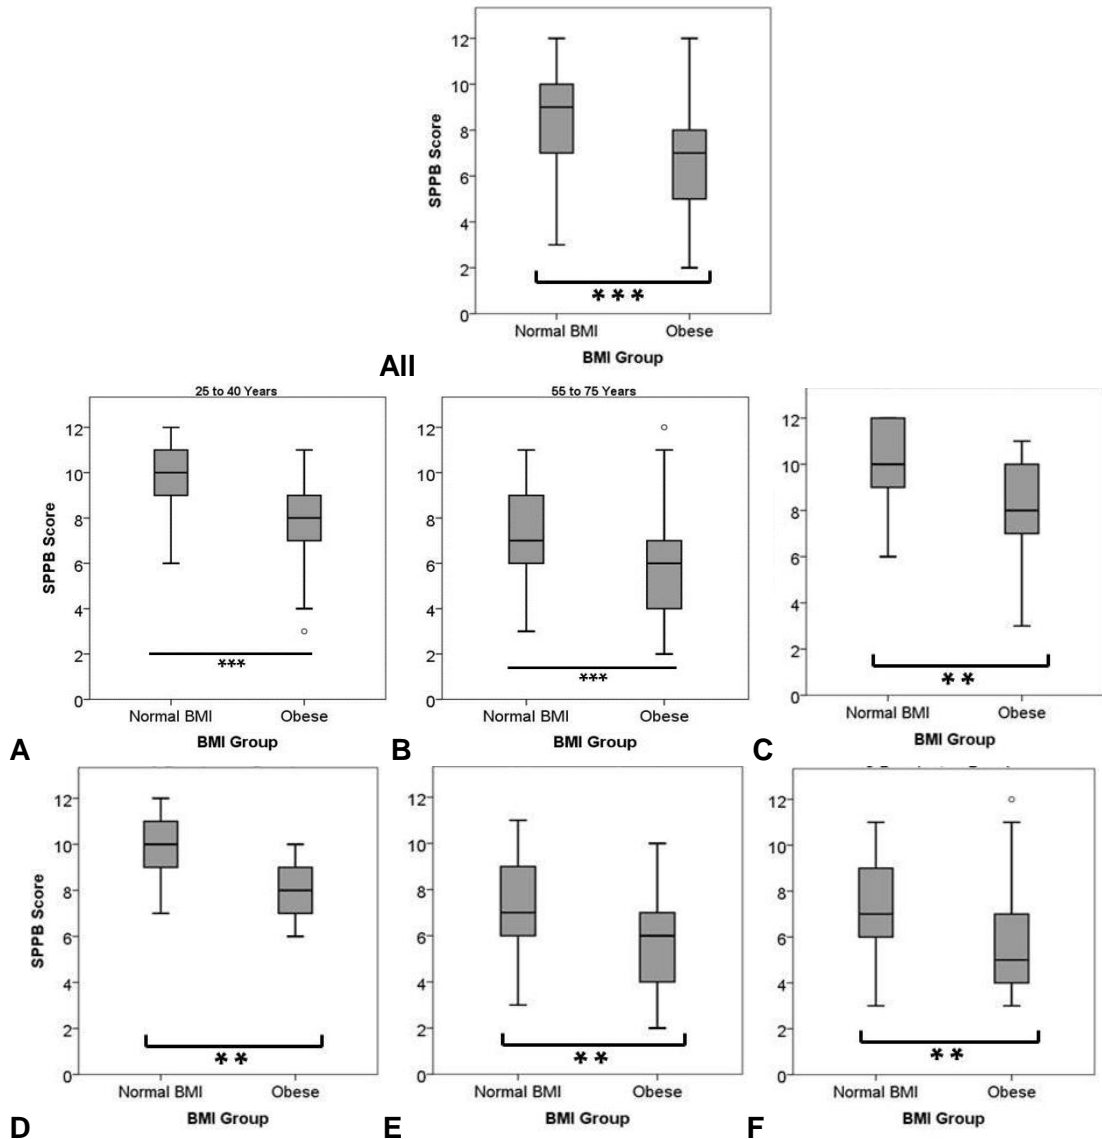 12
10
8
6
4
2
0
SPPB Score
***
Normal BMI Obese
BMI Group
All
25 to 40 Years
12
10
8
6
4
2
0
SPPB Score
***
Normal BMI Obese
BMI Group
A
55 to 75 Years
12
10
8
6
4
2
0
***
Normal BMI Obese
BMI Group
B
12
10
8
6
4
2
0
**
Normal BMI Obese
BMI Group
C
12
10
8
6
4
2
0
SPPB Score
**
Normal BMI Obese
BMI Group
D
12
10
8
6
4
2
0
**
Normal BMI Obese
BMI Group
E
12
10
8
6
4
2
0
**
Normal BMI Obese
BMI Group
F